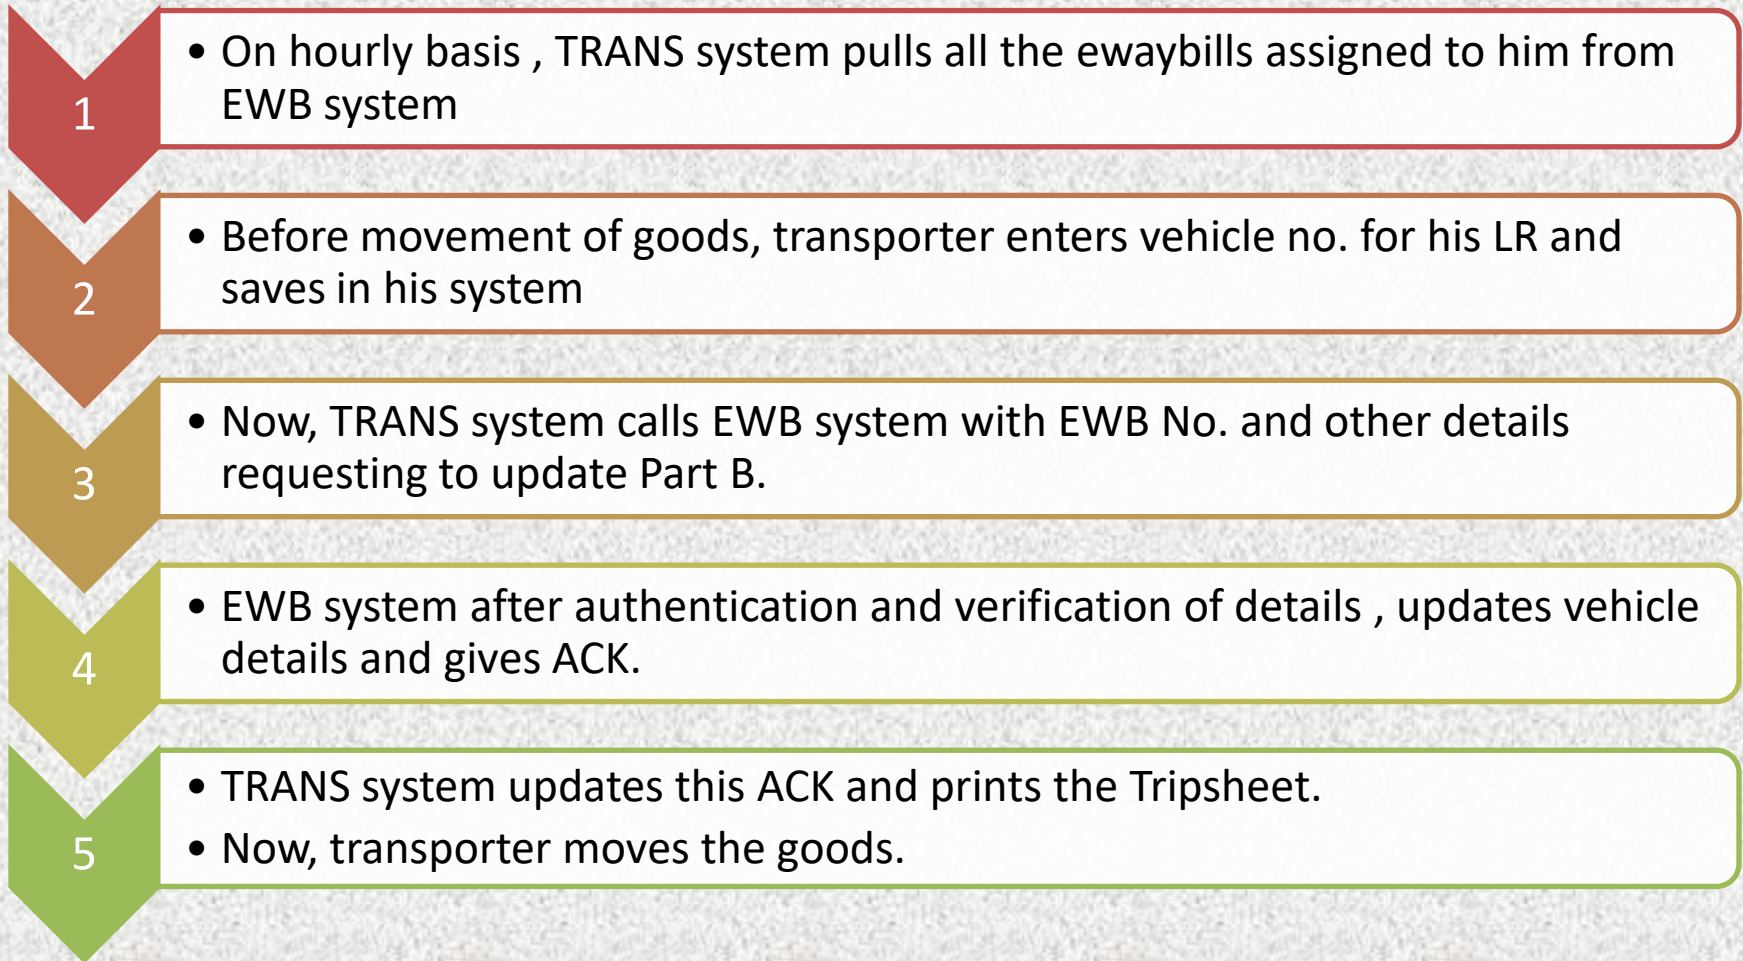 1
• On hourly basis , TRANS system pulls all the ewaybills assigned to him from
EWB system
2
• Before movement of goods, transporter enters vehicle no. for his LR and
saves in his system
3
• Now, TRANS system calls EWB system with EWB No. and other details
requesting to update Part B.
4
• EWB system after authentication and verification of details , updates vehicle
details and gives ACK.
5
• TRANS system updates this ACK and prints the Tripsheet.
• Now, transporter moves the goods.